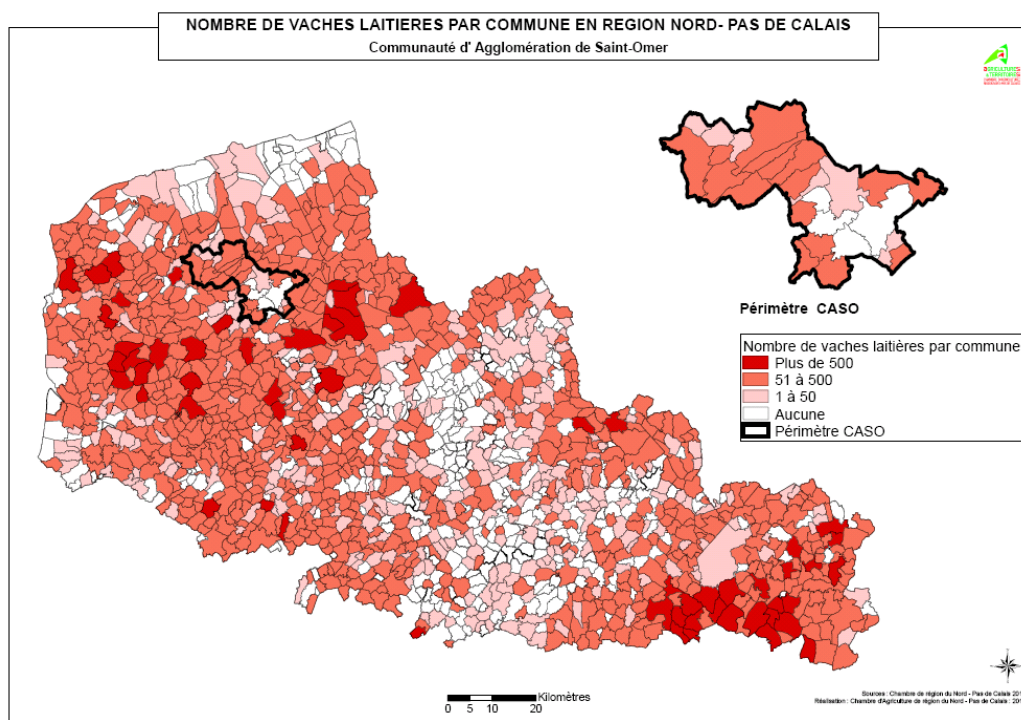 NOMBRE DE VACHES LAITIERES PAR COMMUNE EN REGION NORD- PAS DE CALAIS
Communauté d' Agglomération de Saint-Omer
Périmètre CASO
Nombre de vaches laitières par commune
Plus de 500
51 à 500
1 à 50
Aucune
Périmètre CASO
Kilomètres
0 5 10 20
Sources : Chambre de région du Nord - Pas de Calais 201
Réalisation : Chambre d'Agriculture de région du Nord - Pas de Calais : 201